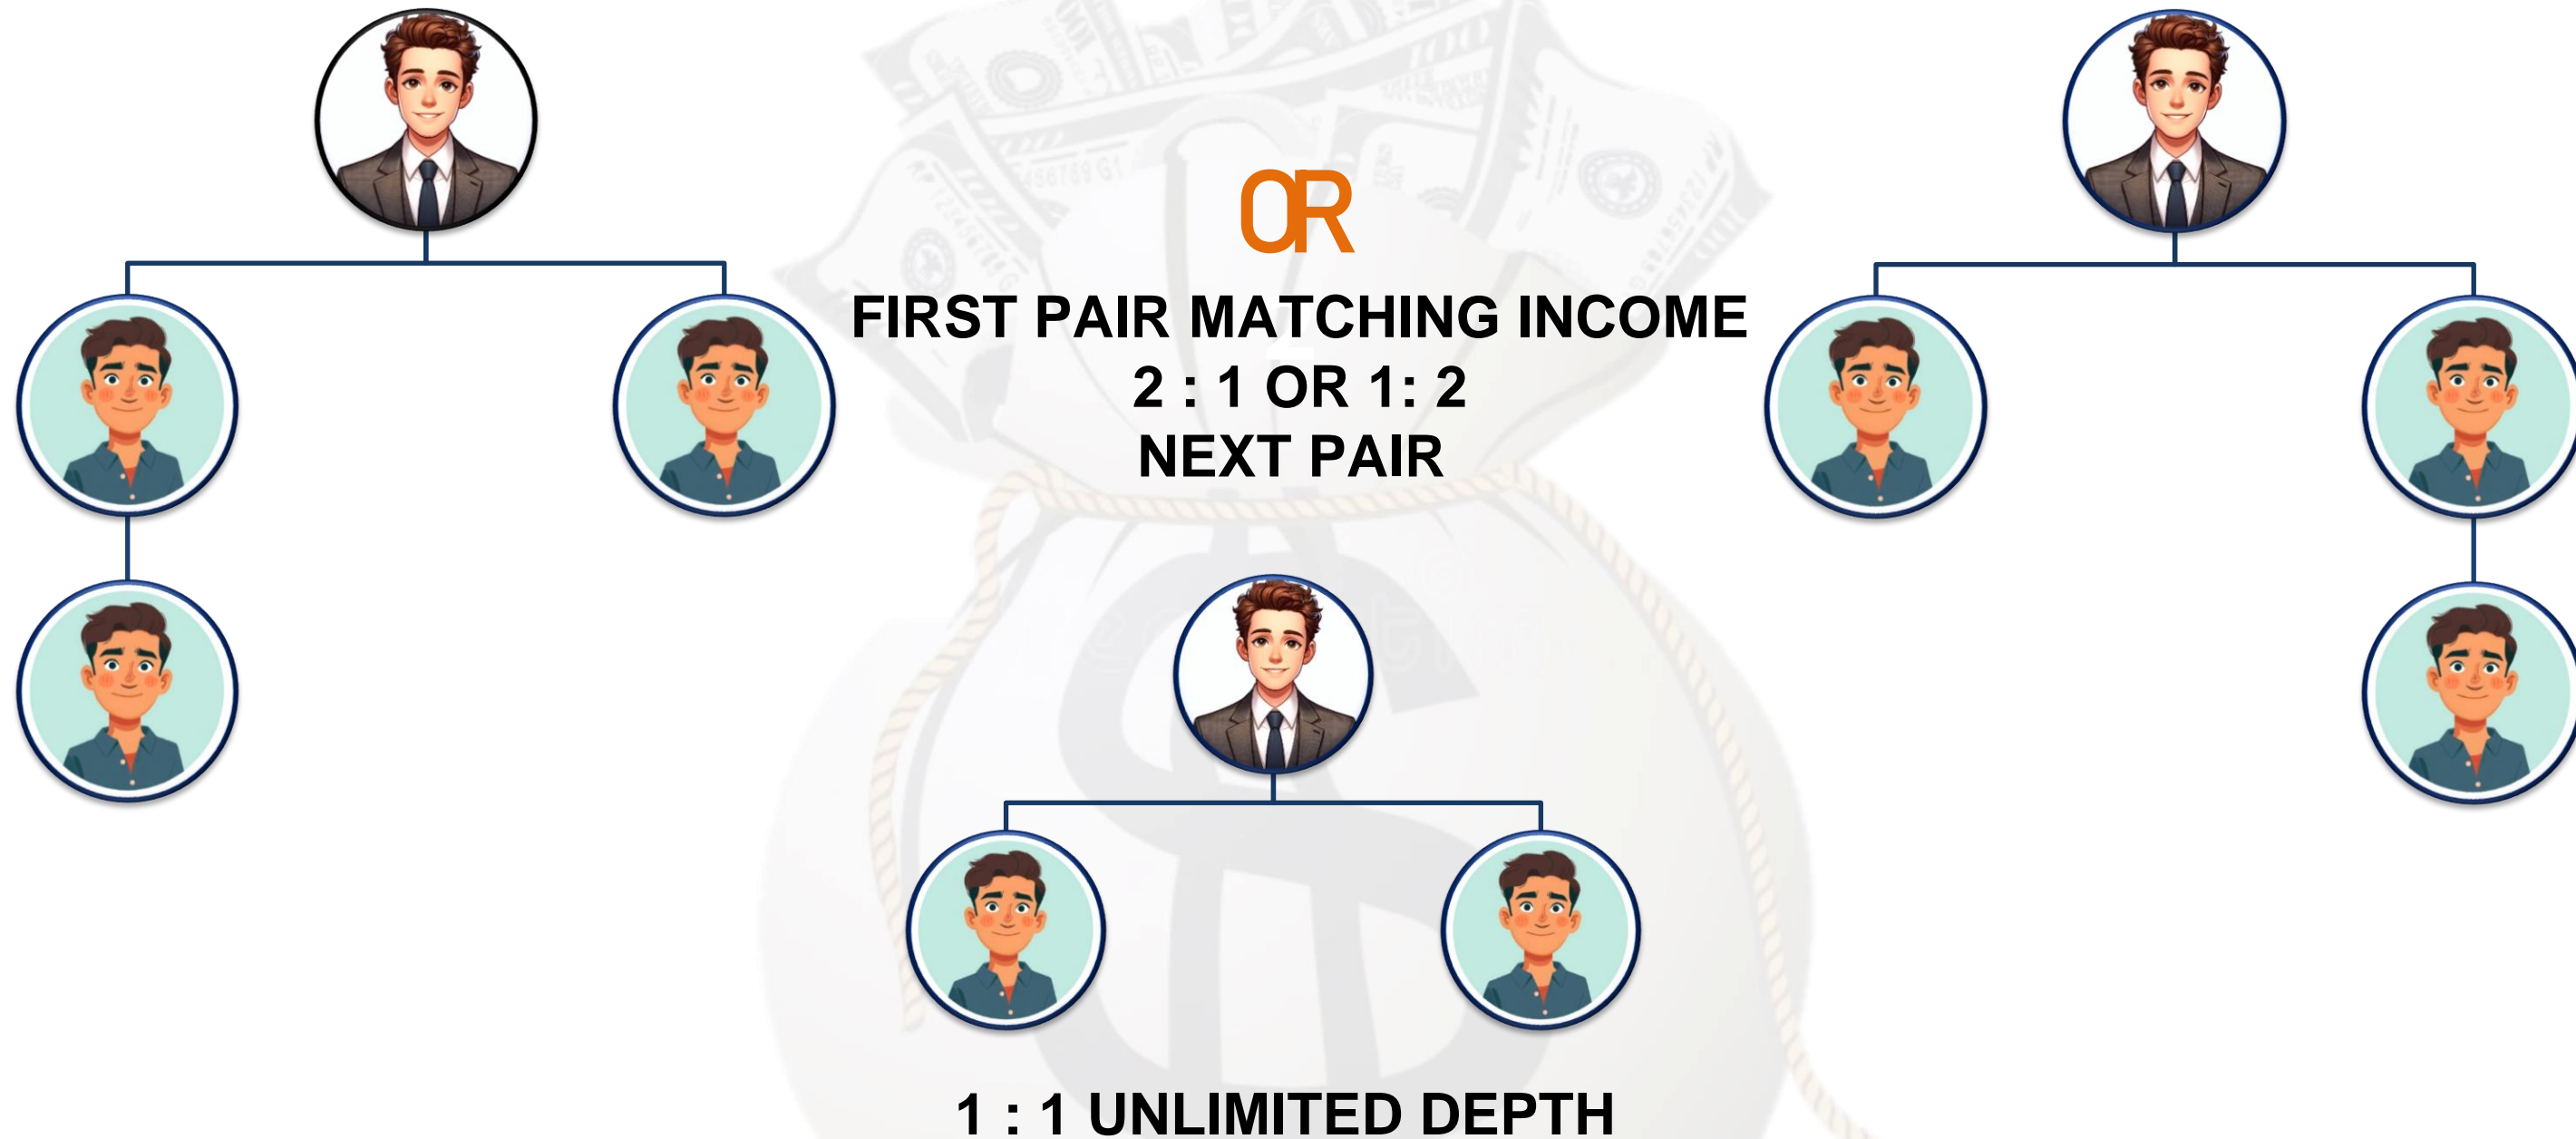 OR
FIRST PAIR MATCHING INCOME
2 : 1 OR 1: 2
NEXT PAIR
1 : 1 UNLIMITED DEPTH